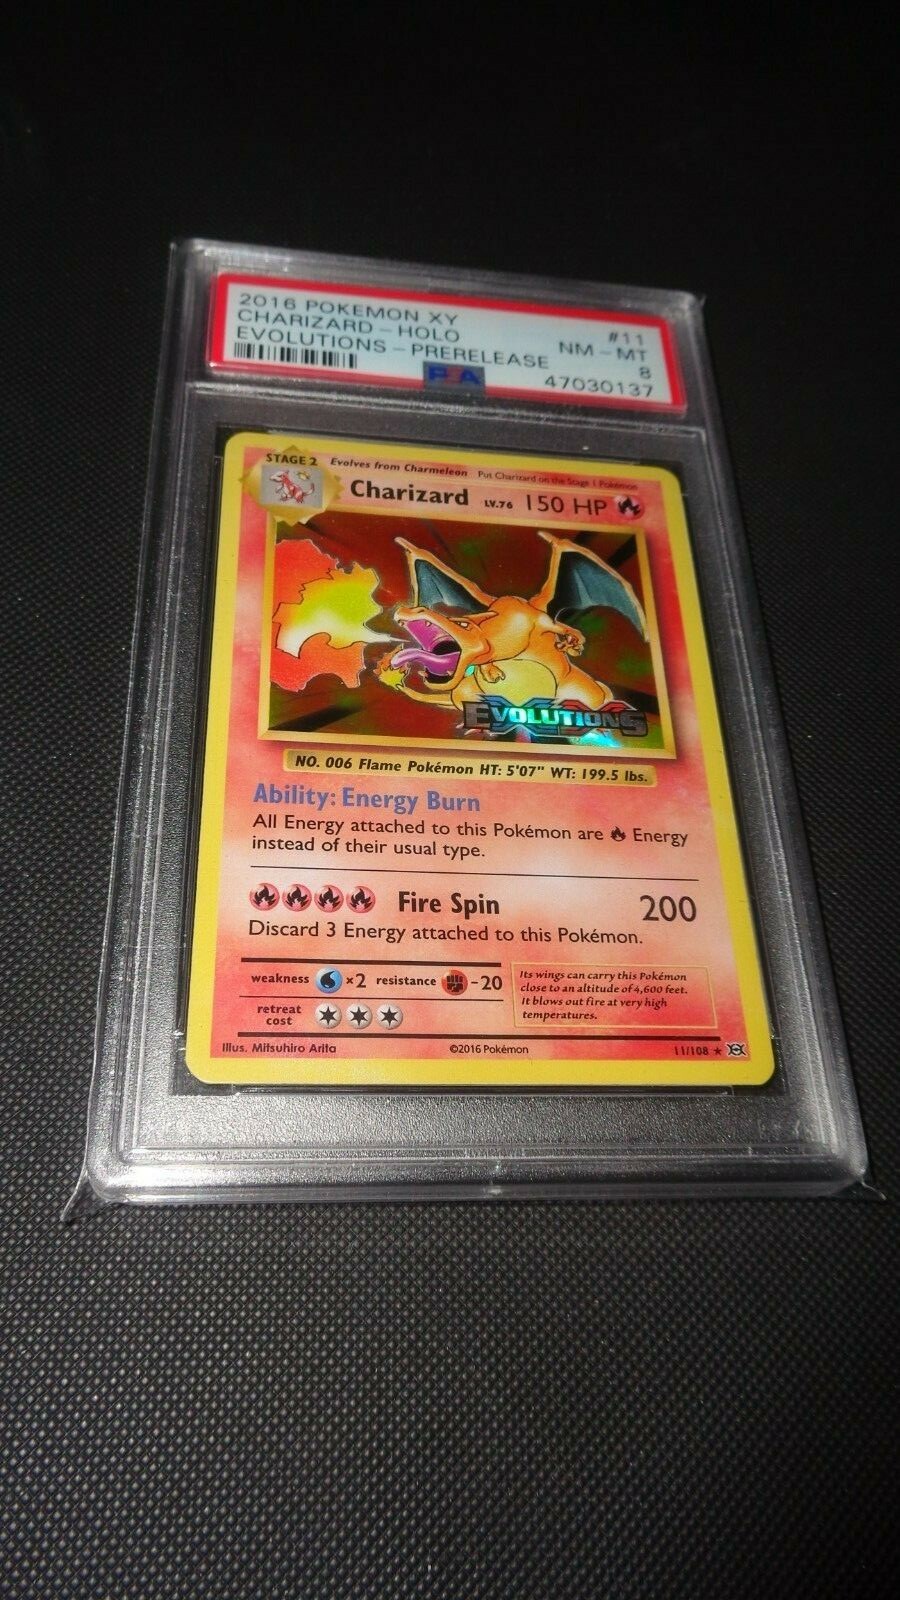 2016 POKEMON XY #11
CHARIZARD - HOLO NM - MT
EVOLUTIONS - PRERELEASE 8
PSA 47030137
STAGE 2 Evolves from Charmeleon Put Charizard on the Stage 1 Pokémon
Charizard LV.76 150 HP
EVOLUTIONS
NO. 006 Flame Pokémon HT: 5'07" WT: 199.5 lbs.
Ability: Energy Burn
All Energy attached to this Pokémon are Energy
instead of their usual type.
Fire Spin 200
Discard 3 Energy attached to this Pokémon.
weakness ×2 resistance -20
retreat
cost
Its wings can carry this Pokémon
close to an altitude of 4,600 feet.
It blows out fire at very high
temperatures.
Illus. Mitsuhiro Arita ©2016 Pokémon 11/108 ★